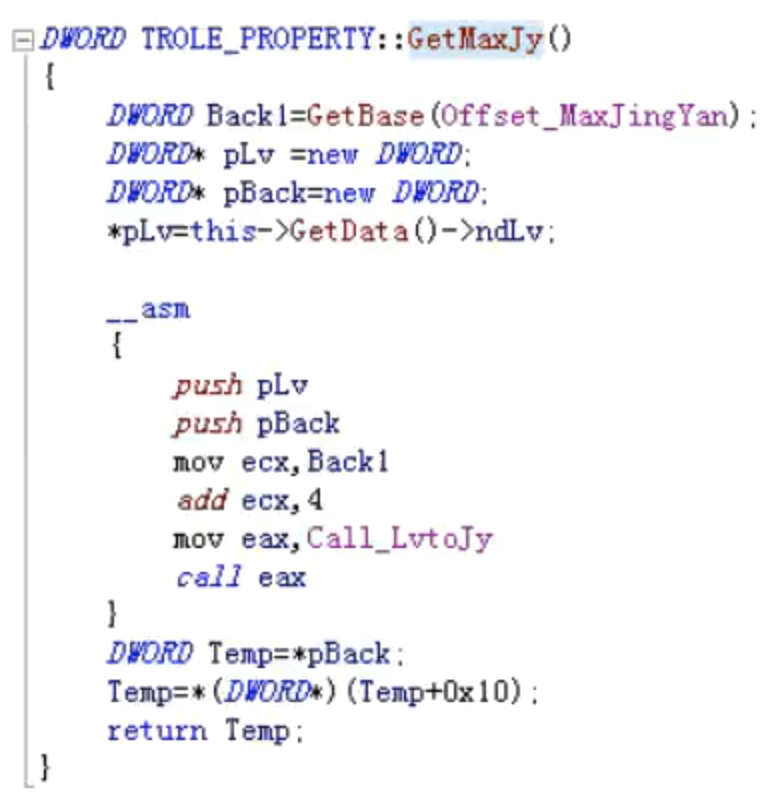 DWORD TROLE_PROPERTY::GetMaxJy()
{
DWORD Back1=GetBase(Offset_MaxJingYan);
DWORD* pLv =new DWORD;
DWORD* pBack=new DWORD;
*pLv=this->GetData()->ndLv;
__asm
{
push pLv
push pBack
mov ecx,Back1
add ecx,4
mov eax,Call_LvtoJy
call eax
}
DWORD Temp=*pBack;
Temp=*(DWORD*)(Temp+0x10);
return Temp;
}